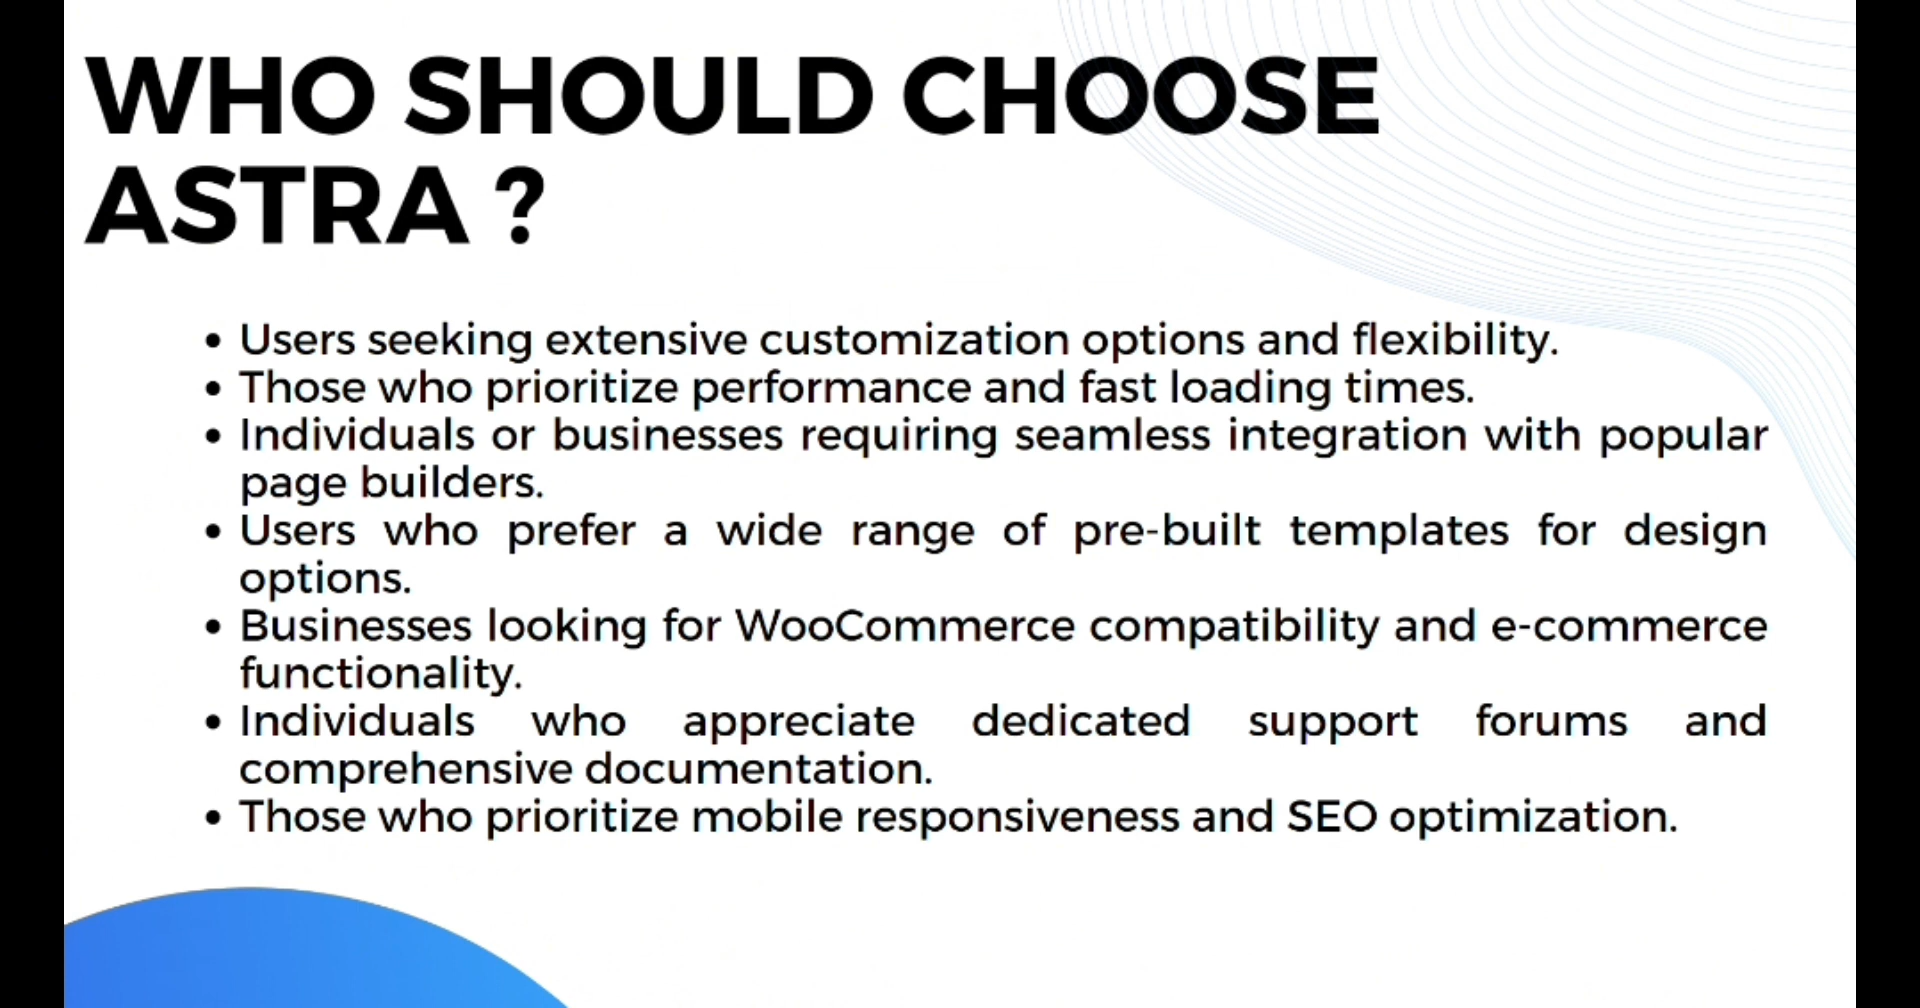 WHO SHOULD CHOOSE
ASTRA ?
• Users seeking extensive customization options and flexibility.
• Those who prioritize performance and fast loading times.
• Individuals or businesses requiring seamless integration with popular
page builders.
• Users who prefer a wide range of pre-built templates for design
options.
• Businesses looking for WooCommerce compatibility and e-commerce
functionality.
• Individuals who appreciate dedicated support forums and
comprehensive documentation.
• Those who prioritize mobile responsiveness and SEO optimization.